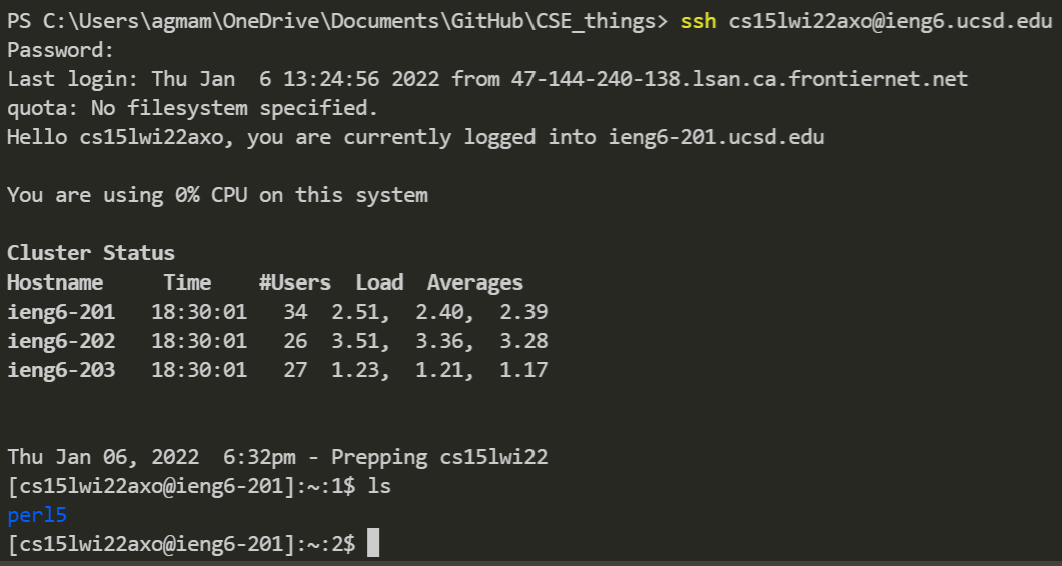 PS C:\Users\agmam\OneDrive\Documents\GitHub\CSE_things> ssh cs15lwi22axo@ieng6.ucsd.edu
Password:
Last login: Thu Jan  6 13:24:56 2022 from 47-144-240-138.lsan.ca.frontiernet.net
quota: No filesystem specified.
Hello cs15lwi22axo, you are currently logged into ieng6-201.ucsd.edu
You are using 0% CPU on this system
Cluster Status
Hostname     Time    #Users  Load  Averages
ieng6-201   18:30:01   34  2.51,  2.40,  2.39
ieng6-202   18:30:01   26  3.51,  3.36,  3.28
ieng6-203   18:30:01   27  1.23,  1.21,  1.17
Thu Jan 06, 2022  6:32pm - Prepping cs15lwi22
[cs15lwi22axo@ieng6-201]:~:1$ ls
perl5
[cs15lwi22axo@ieng6-201]:~:2$